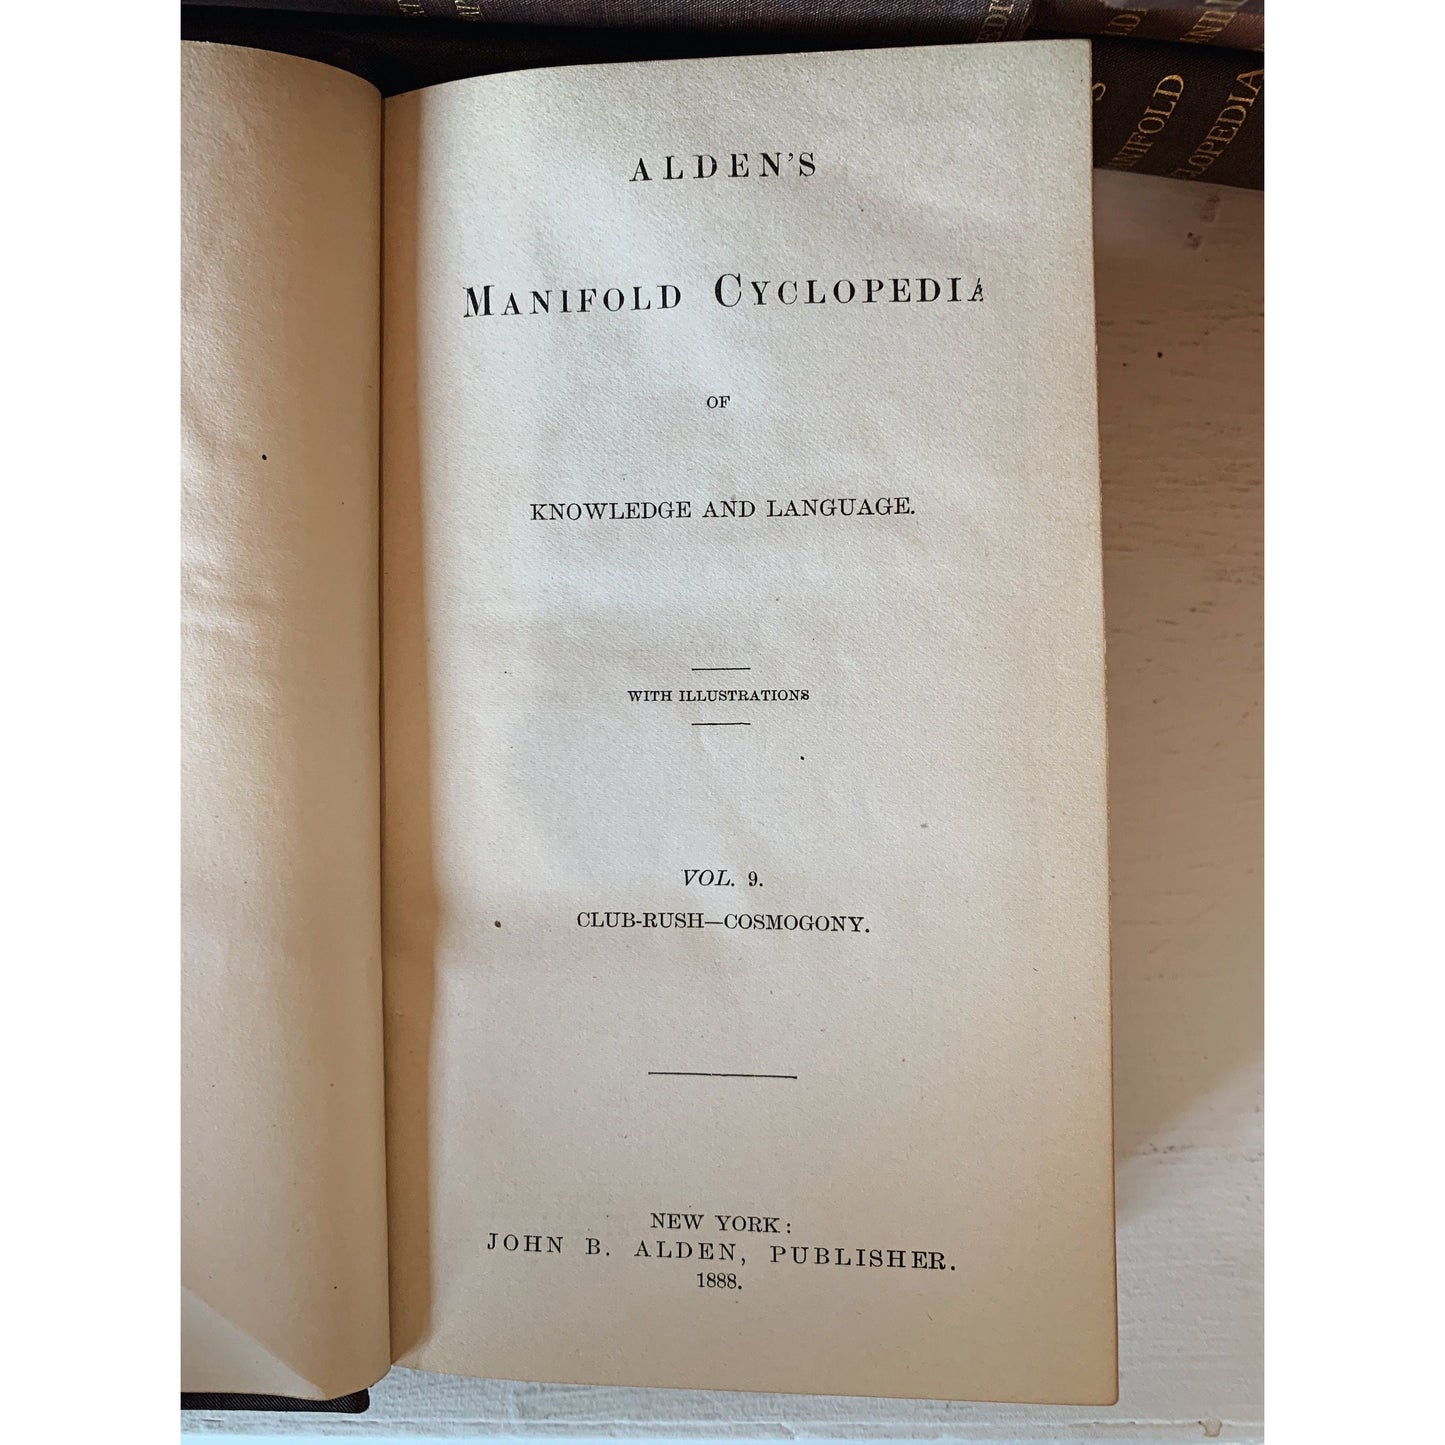 ALDEN'S
MANIFOLD CYCLOPEDIA
OF
KNOWLEDGE AND LANGUAGE.
WITH ILLUSTRATIONS
VOL. 9.
CLUB-RUSH—COSMOGONY.
NEW YORK:
JOHN B. ALDEN, PUBLISHER.
1888.